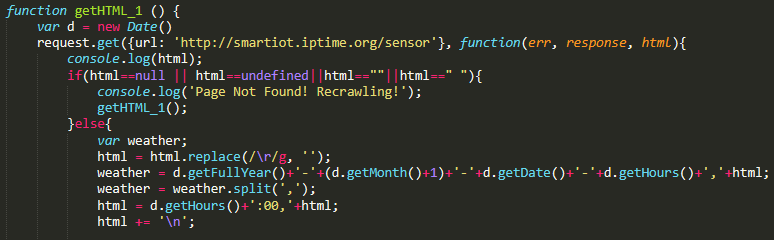 function getHTML_1 () {
    var d = new Date()
    request.get({url: 'http://smartiot.iptime.org/sensor'}, function(err, response, html){
        console.log(html);
        if(html==null || html==undefined||html==""||html==" "){
            console.log('Page Not Found! Recrawling!');
            getHTML_1();
        }else{
            var weather;
            html = html.replace(/\r/g, '');
            weather = d.getFullYear()+'-'+(d.getMonth()+1)+'-'+d.getDate()+'-'+d.getHours()+','+html;
            weather = weather.split(',');
            html = d.getHours()+':00,'+html;
            html += '\n';